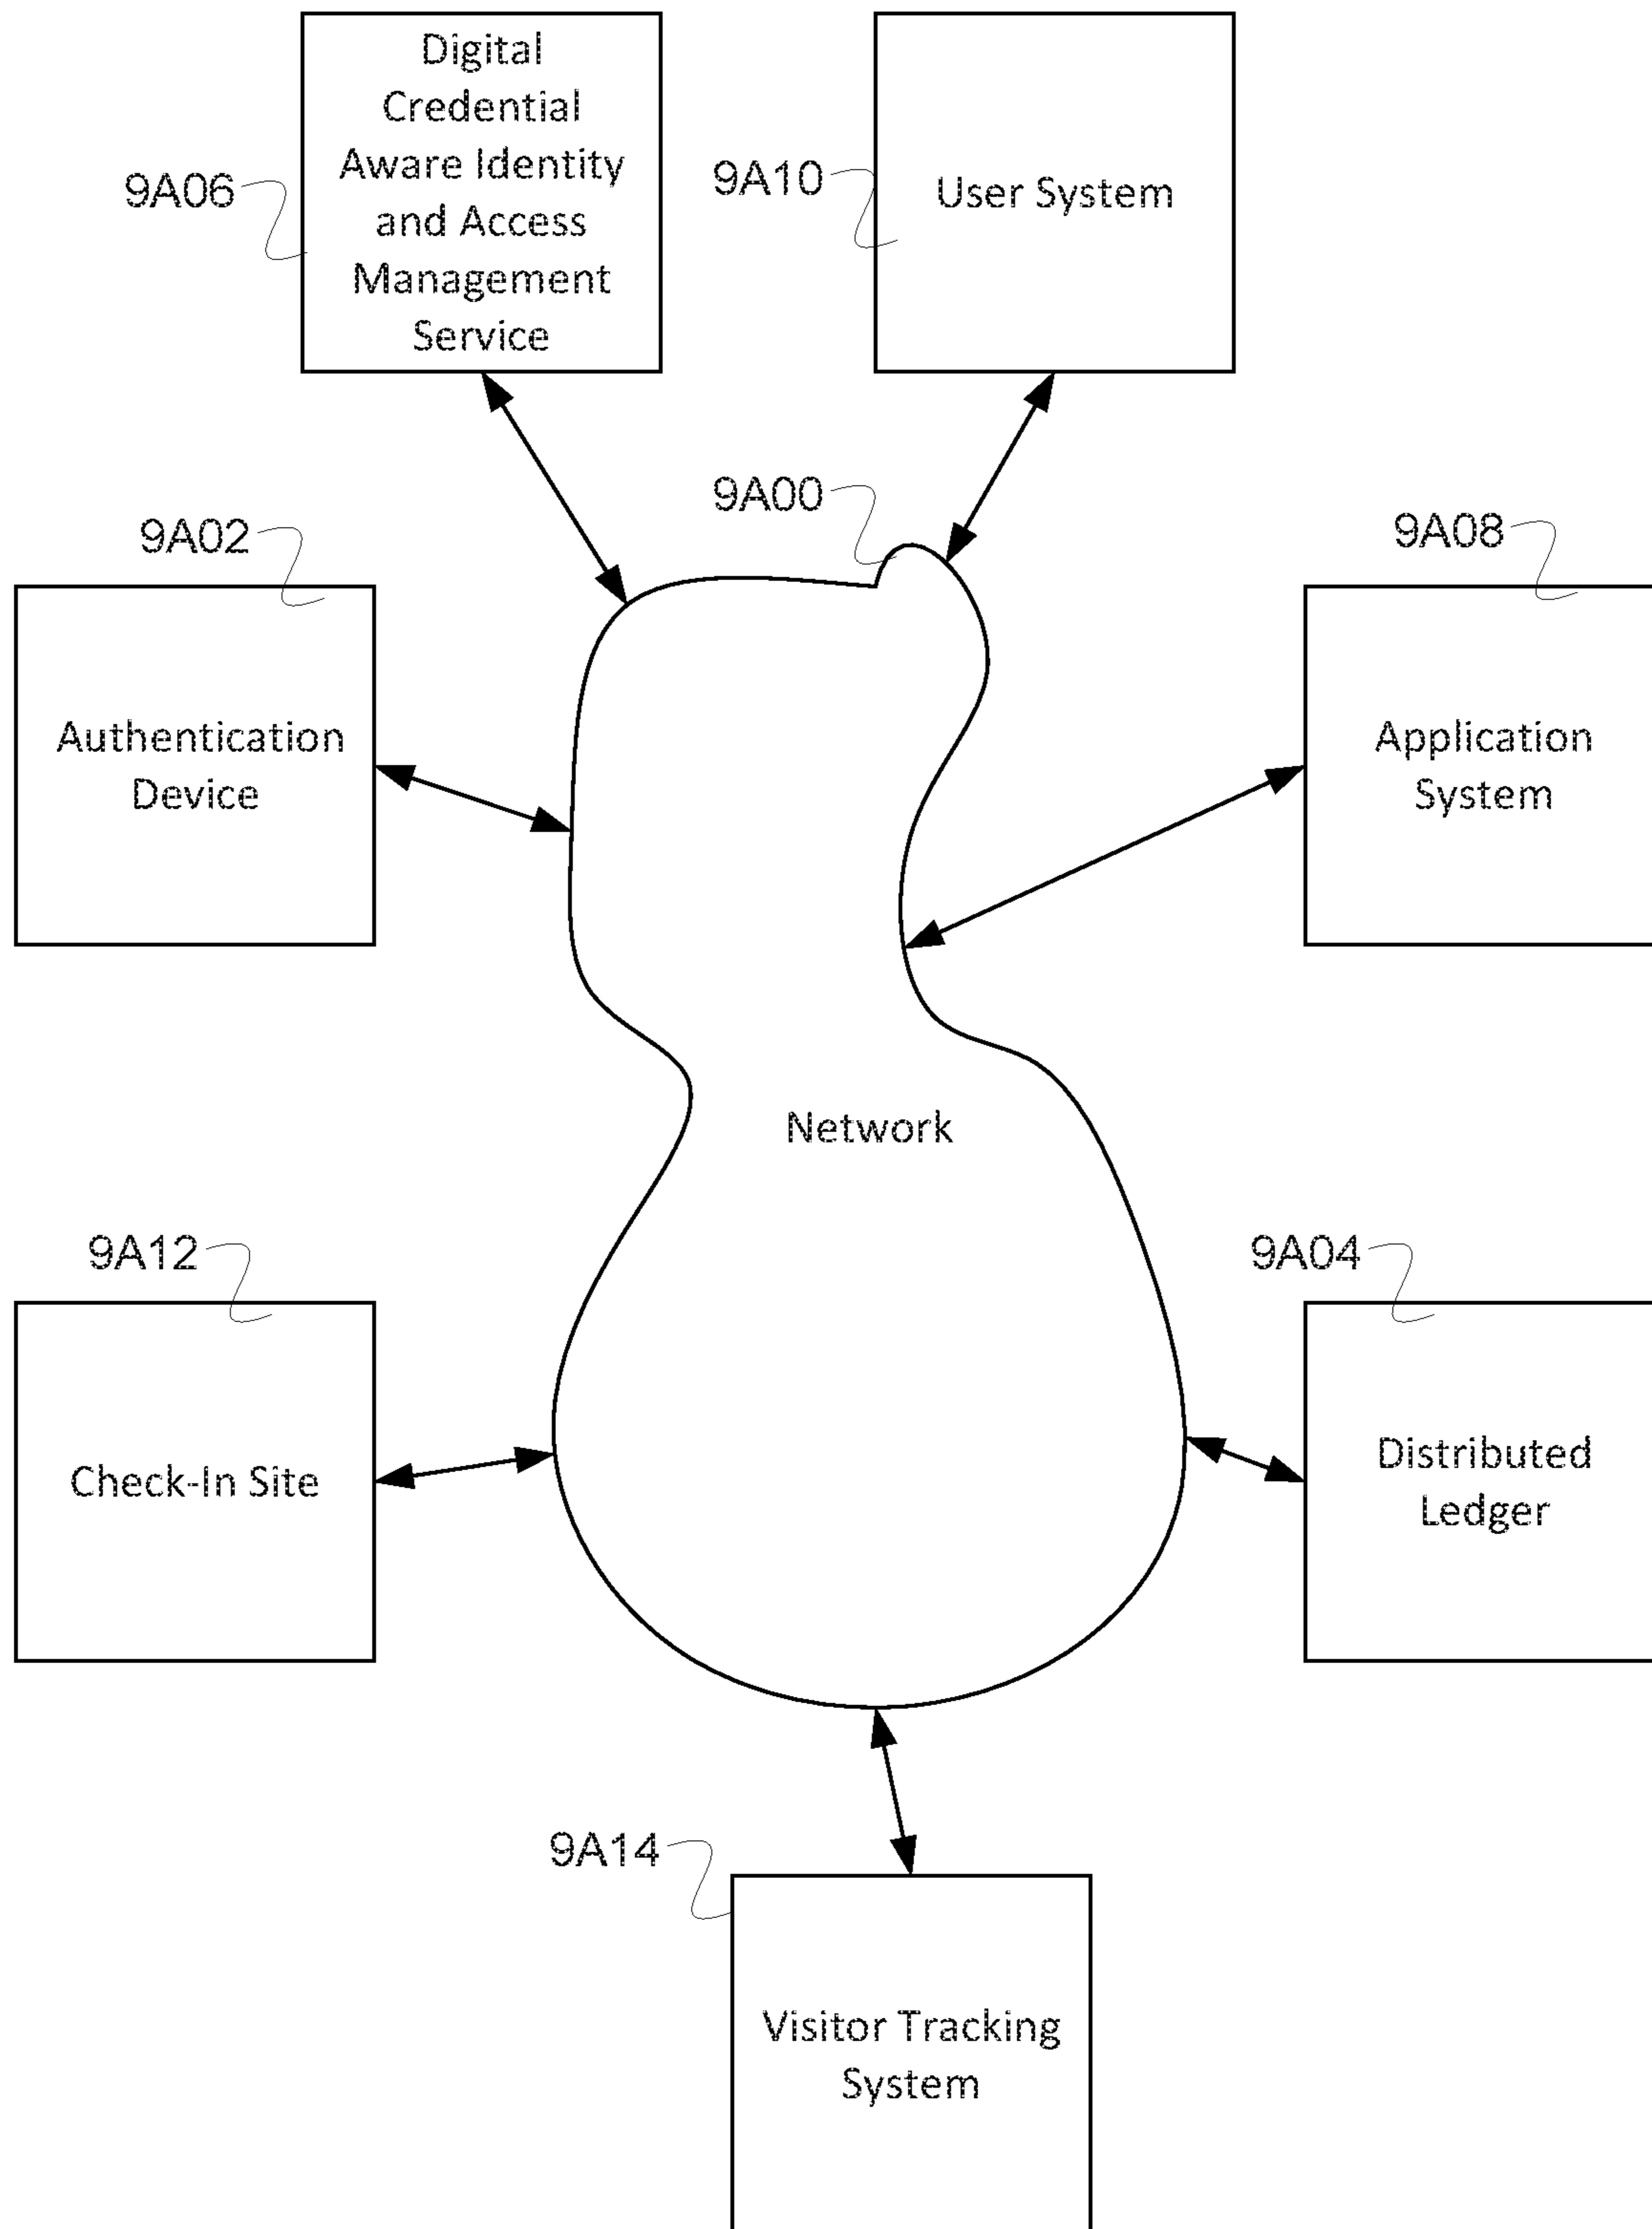 Digital
Credential
Aware Identity
and Access
Management
Service
9A06
9A10
User System
9A00
9A02
9A08
Authentication
Device
Application
System
Network
9A12
9A04
Check-In Site
Distributed
Ledger
9A14
Visitor Tracking
System